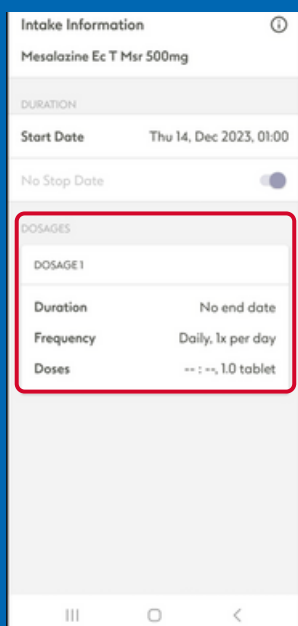 Intake Information
Mesalazine Ec T Msr 500mg
DURATION
Start Date Thu 14, Dec 2023, 01:00
No Stop Date
DOSAGES
DOSAGE 1
Duration No end date
Frequency Daily, 1x per day
Doses -- : --, 1.0 tablet